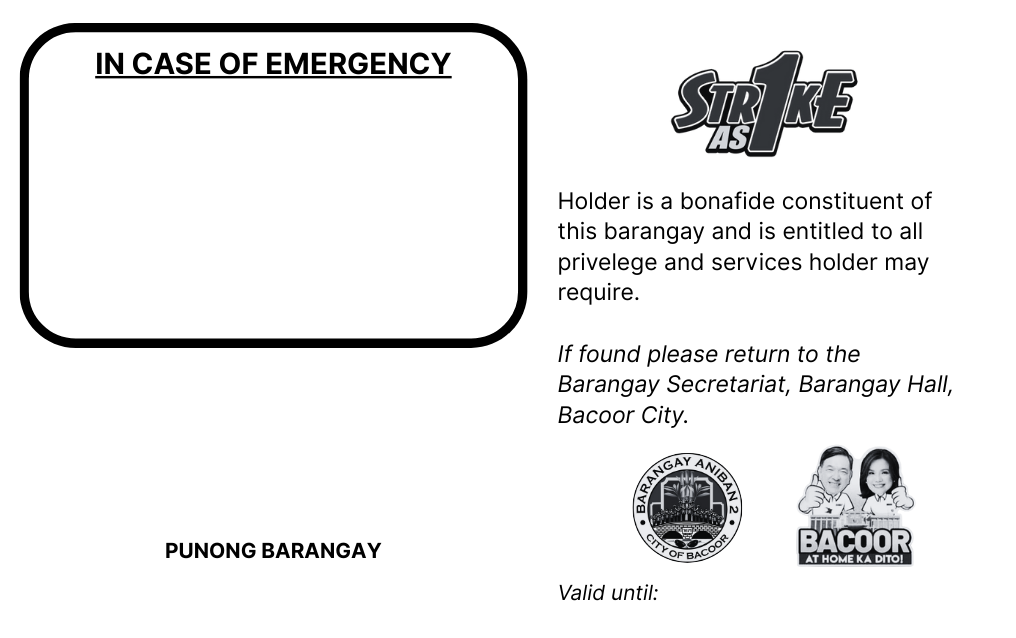 IN CASE OF EMERGENCY
PUNONG BARANGAY
STR1KE
AS
Holder is a bonafide constituent of
this barangay and is entitled to all
privelege and services holder may
require.
If found please return to the
Barangay Secretariat, Barangay Hall,
Bacoor City.
BARANGAY ANIBAN 2
CITY OF BACOOR
BACOOR
AT HOME KA DITO!
Valid until: